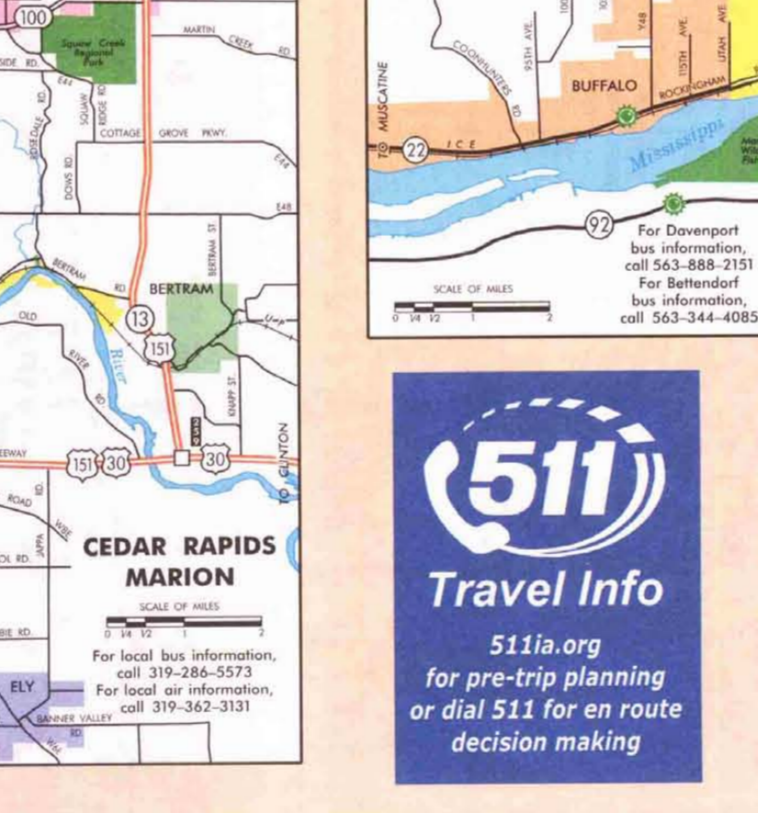 100
Squaw Creek
Regional
Park
MARTIN
CREEK
RD.
SIDE RD.
E44
ROSEDALE RD.
SQUAW
RIDGE RD.
COTTAGE GROVE PKWY.
E44
DOWS RD.
E48
BERTRAM ST.
BERTRAM
RD.
BERTRAM
13
151
OLD
RIVER
RD.
River
KNAPP ST.
TO CLINTON
151
30
30
ROAD
RD.
JAPPA
CEDAR RAPIDS
MARION
SCALE OF MILES
0 1/4 1/2 1 2
For local bus information,
call 319–286–5573
For local air information,
call 319–362–3131
ELY
BANNER VALLEY
RD.
COONHUNTERS
RD.
95TH AVE.
Y48
115TH AVE.
UTAH AVE.
BUFFALO
ROCKINGHAM
TO MUSCATINE
22
ICE
Mississippi
92
For Davenport
bus information,
call 563–888–2151
For Bettendorf
bus information,
call 563–344–4085
SCALE OF MILES
0 1/4 1/2 1 2
511
Travel Info
511ia.org
for pre-trip planning
or dial 511 for en route
decision making